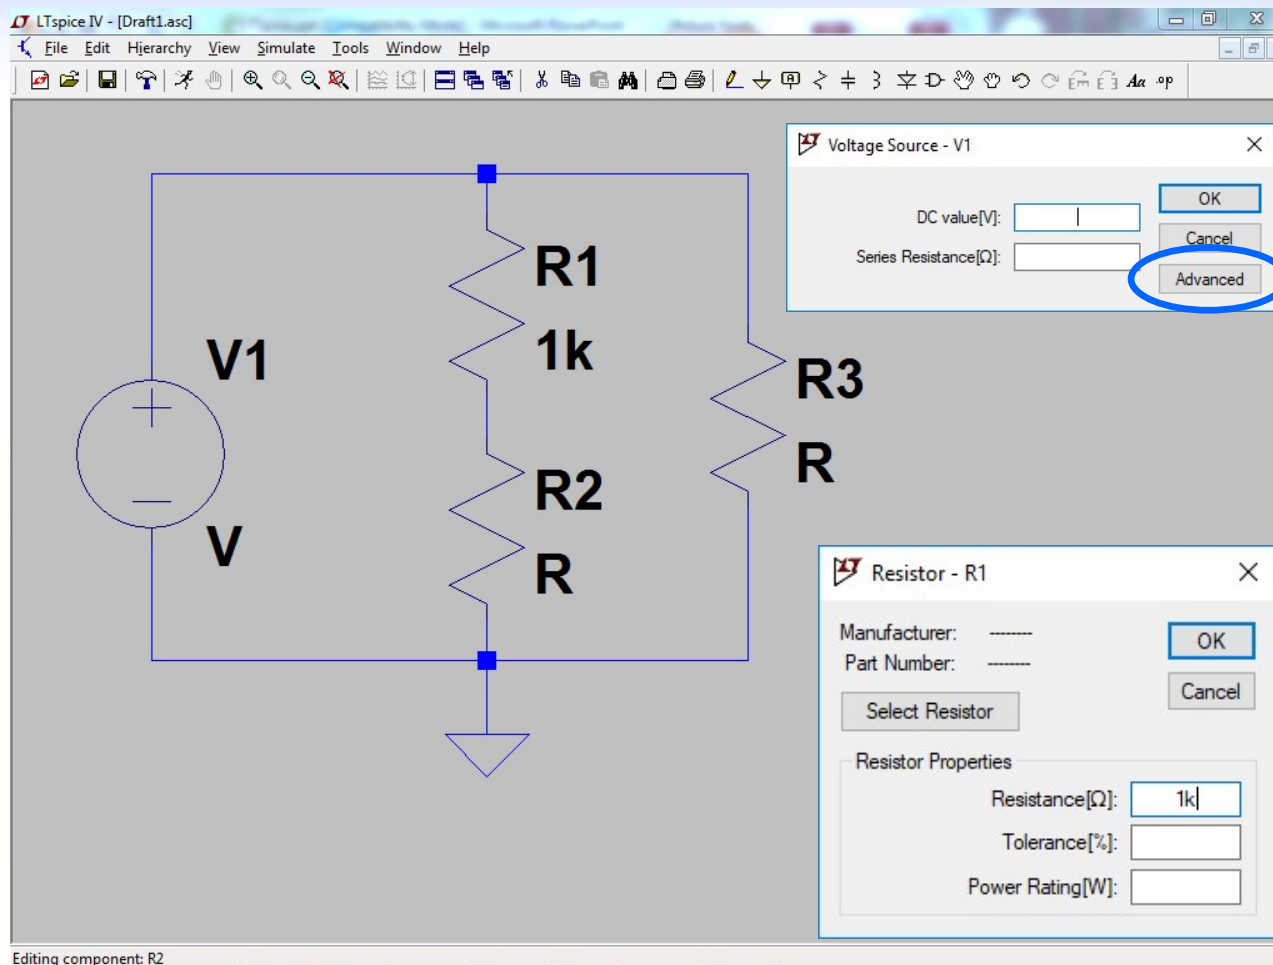 LTspice IV - [Draft1.asc]
File Edit Hierarchy View Simulate Tools Window Help
Aa .op
Voltage Source - V1
DC value[V]:
OK
Cancel
Series Resistance[Ω]:
Advanced
R1
1k
V1
V
R2
R
R3
R
Resistor - R1
Manufacturer: --------
OK
Part Number: --------
Cancel
Select Resistor
Resistor Properties
Resistance[Ω]: 1k
Tolerance[%]:
Power Rating[W]:
Editing component: R2